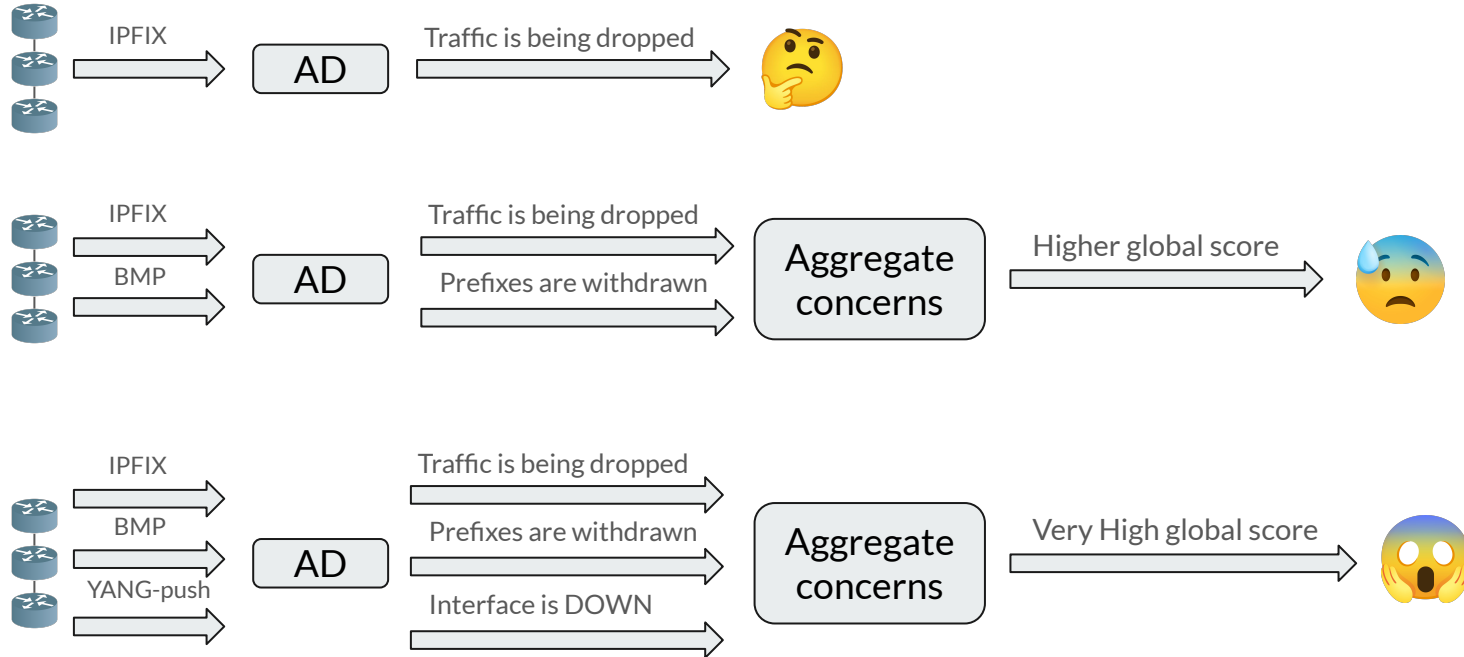 IPFIX
AD
Traffic is being dropped
IPFIX
BMP
AD
Traffic is being dropped
Prefixes are withdrawn
Aggregate
concerns
Higher global score
IPFIX
BMP
YANG-push
AD
Traffic is being dropped
Prefixes are withdrawn
Interface is DOWN
Aggregate
concerns
Very High global score